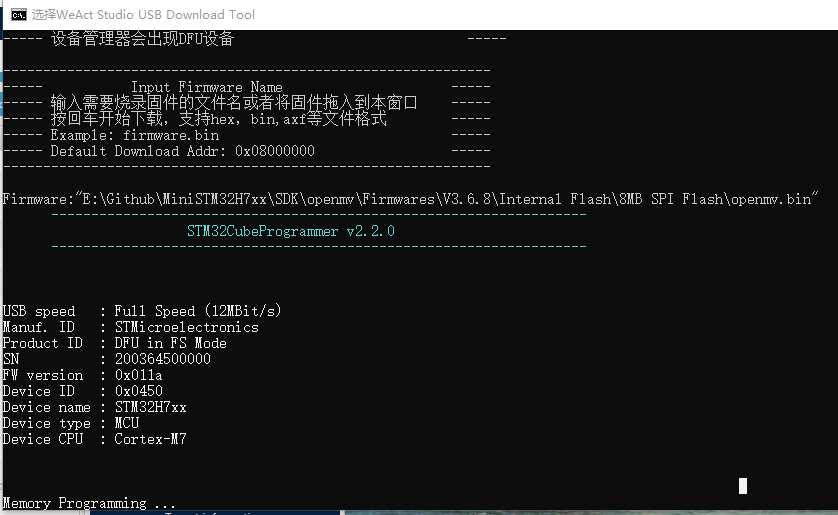 选择WeAct Studio USB Download Tool
----- 设备管理器会出现DFU设备 -----
-------------------------------------------------------------
----- Input Firmware Name -----
----- 输入需要烧录固件的文件名或者将固件拖入到本窗口 -----
----- 按回车开始下载，支持hex，bin,axf等文件格式 -----
----- Example: firmware.bin -----
----- Default Download Addr: 0x08000000 -----
-------------------------------------------------------------
Firmware:"E:\Github\MiniSTM32H7xx\SDK\openmv\Firmwares\V3.6.8\Internal Flash\8MB SPI Flash\openmv.bin"
-------------------------------------------------------------------
STM32CubeProgrammer v2.2.0
-------------------------------------------------------------------
USB speed : Full Speed (12MBit/s)
Manuf. ID : STMicroelectronics
Product ID : DFU in FS Mode
SN : 200364500000
FW version : 0x011a
Device ID : 0x0450
Device name : STM32H7xx
Device type : MCU
Device CPU : Cortex-M7
Memory Programming ...